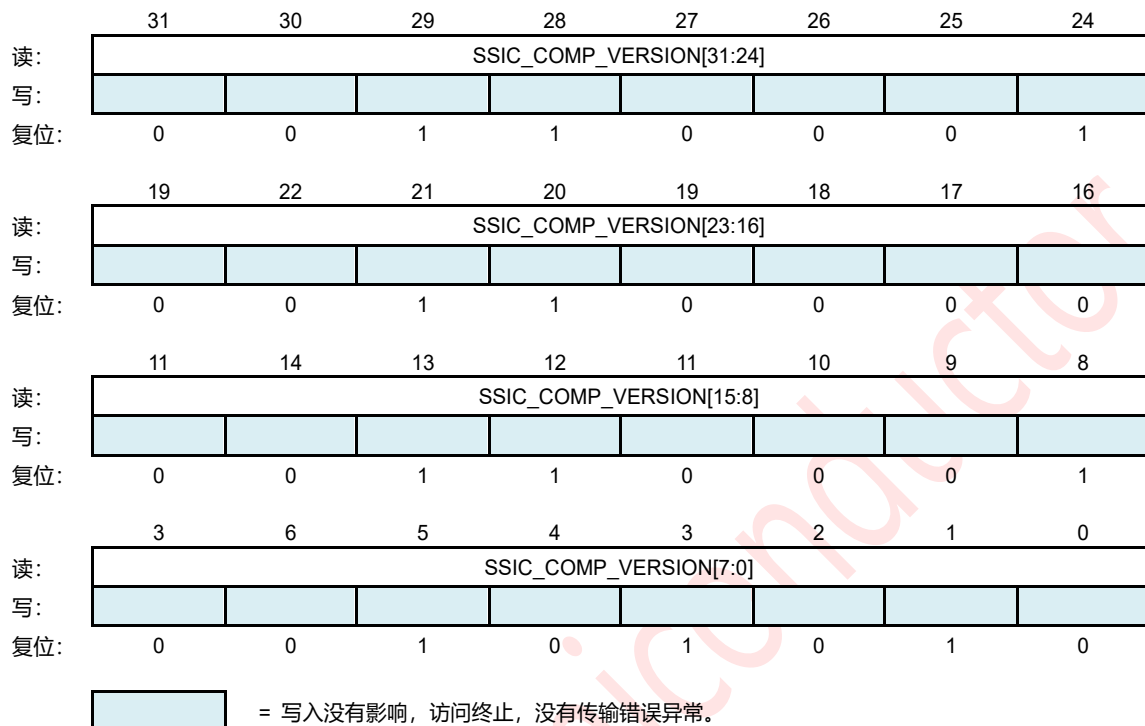 31 30 29 28 27 26 25 24
读: SSIC_COMP_VERSION[31:24]
写:
复位: 0 0 1 1 0 0 0 1
19 22 21 20 19 18 17 16
读: SSIC_COMP_VERSION[23:16]
写:
复位: 0 0 1 1 0 0 0 0
11 14 13 12 11 10 9 8
读: SSIC_COMP_VERSION[15:8]
写:
复位: 0 0 1 1 0 0 0 1
3 6 5 4 3 2 1 0
读: SSIC_COMP_VERSION[7:0]
写:
复位: 0 0 1 0 1 0 1 0
= 写入没有影响，访问终止，没有传输错误异常。